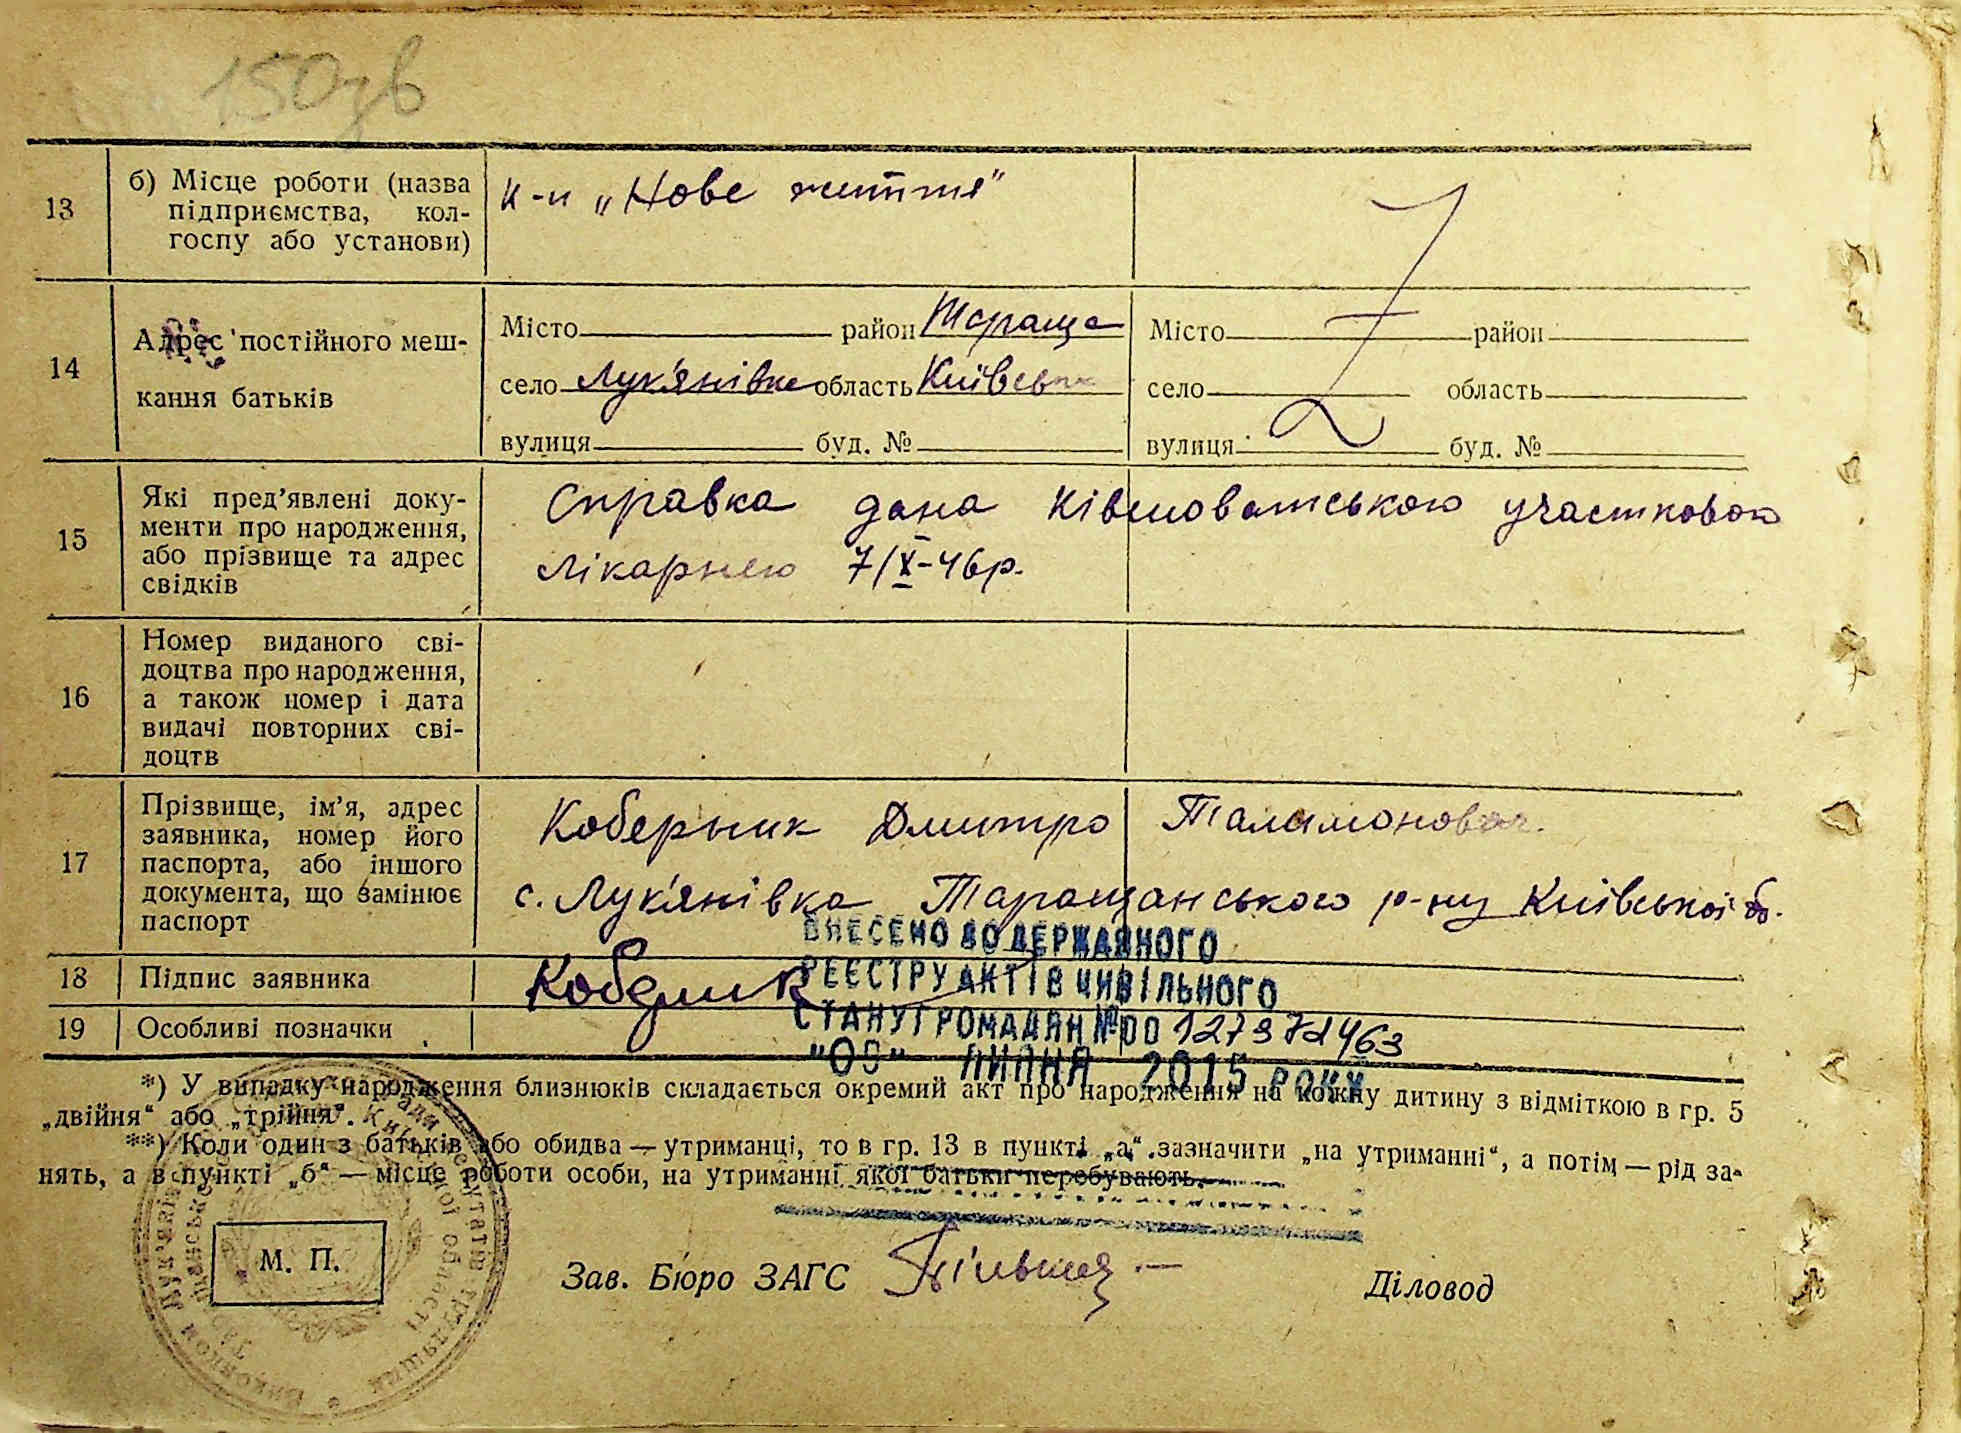 150зв
13
б) Місце роботи (назва
підприємства, кол-
госпу або установи)
к-п „Нове життя"
14
Адрес постійного меш-
кання батьків
Місто район Тараща
село Лук'янівка область Київськ
вулиця буд. №
Місто район
село область
вулиця буд. №
15
Які пред'явлені доку-
менти про народження,
або прізвище та адрес
свідків
Справка дана Ківшоватською участковою
лікарнею 7/X-46р.
16
Номер виданого сві-
доцтва про народження,
а також номер і дата
видачі повторних сві-
доцтв
17
Прізвище, ім'я, адрес
заявника, номер його
паспорта, або іншого
документа, що замінює
паспорт
Коберник Дмитро Таламонович.
с. Лук'янівка Таращанського р-ну Київської об.
18 Підпис заявника
Коберник
19 Особливі позначки
ВНЕСЕНО ДО ДЕРЖАВНОГО
РЕЄСТРУ АКТІВ ЦИВІЛЬНОГО
СТАНУ ГРОМАДЯН №
ЛИПНЯ 2015 РОКУ
*) У випадку народження близнюків складається окремий акт про народження на кожну дитину з відміткою в гр. 5
„двійня“ або „трійня“.
**) Коли один з батьків або обидва — утриманці, то в гр. 13 в пункті „а“ зазначити „на утриманні“, а потім — рід за-
нять, а в пункті „б“ — місце роботи особи, на утриманні якої батьки перебувають.
М. П.
Зав. Бюро ЗАГС
Діловод